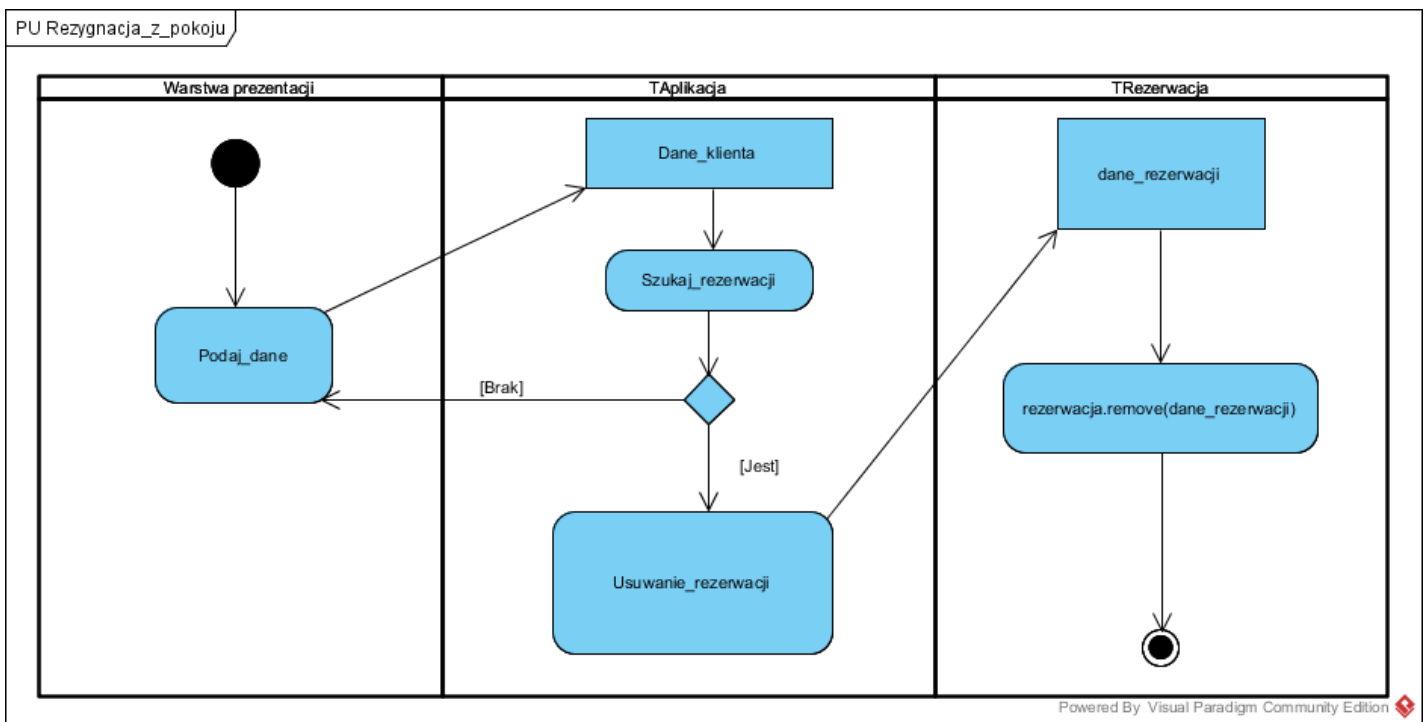 PU Rezygnacja_z_pokoju
Warstwa prezentacji
TAplikacja
TRezerwacja
Dane_klienta
dane_rezerwacji
Szukaj_rezerwacji
Podaj_dane
[Brak]
rezerwacja.remove(dane_rezerwacji)
[Jest]
Usuwanie_rezerwacji
Powered By Visual Paradigm Community Edition